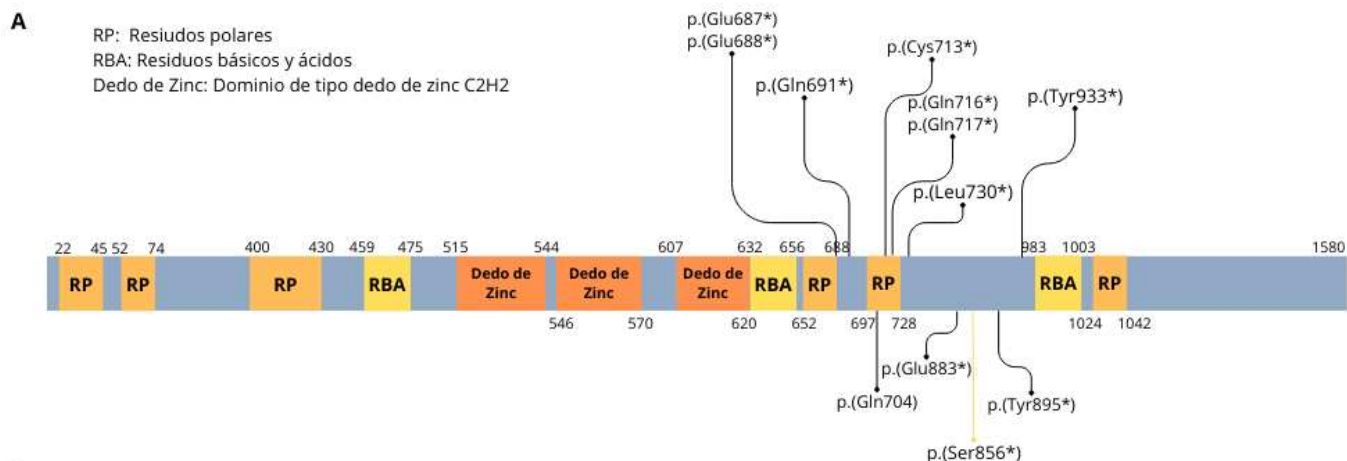 A
RP: Resiudos polares
RBA: Residuos básicos y ácidos
Dedo de Zinc: Dominio de tipo dedo de zinc C2H2
p.(Glu687*)
p.(Glu688*)
p.(Gln691*)
p.(Cys713*)
p.(Gln716*)
p.(Gln717*)
p.(Leu730*)
p.(Tyr933*)
22 45 52 74 400 430 459 475 515 544 607 632 656 688 983 1003 1580
RP RP RP RBA Dedo de Zinc Dedo de Zinc Dedo de Zinc RBA RP RP RBA RP
546 570 620 652 697 728 1024 1042
p.(Glu883*)
p.(Gln704)
p.(Tyr895*)
p.(Ser856*)